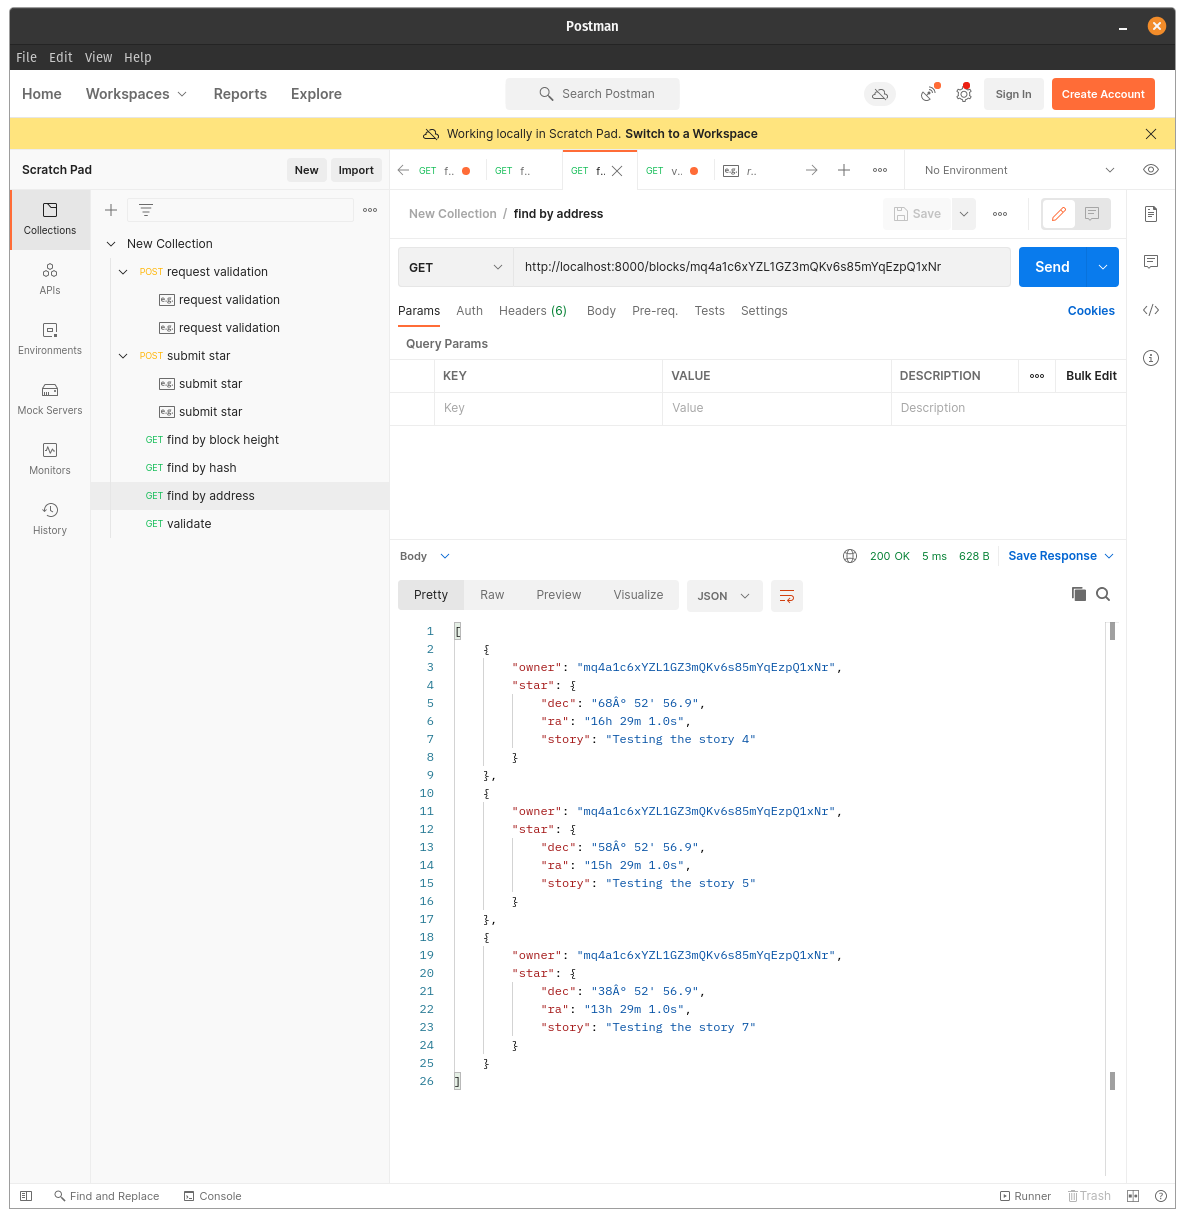 Postman
File Edit View Help
Home Workspaces Reports Explore Search Postman Sign In Create Account
Working locally in Scratch Pad. Switch to a Workspace
Scratch Pad New Import GET f.. GET f.. GET f.. GET v.. e.g. r.. No Environment
Collections
APIs
Environments
Mock Servers
Monitors
History
New Collection
POST request validation
e.g. request validation
e.g. request validation
POST submit star
e.g. submit star
e.g. submit star
GET find by block height
GET find by hash
GET find by address
GET validate
New Collection / find by address Save
GET http://localhost:8000/blocks/mq4a1c6xYZL1GZ3mQKv6s85mYqEzpQ1xNr Send
Params Auth Headers (6) Body Pre-req. Tests Settings Cookies
Query Params
KEY VALUE DESCRIPTION Bulk Edit
Key Value Description
Body 200 OK 5 ms 628 B Save Response
Pretty Raw Preview Visualize JSON
1 [
2 {
3 "owner": "mq4a1c6xYZL1GZ3mQKv6s85mYqEzpQ1xNr",
4 "star": {
5 "dec": "68Â° 52' 56.9",
6 "ra": "16h 29m 1.0s",
7 "story": "Testing the story 4"
8 }
9 },
10 {
11 "owner": "mq4a1c6xYZL1GZ3mQKv6s85mYqEzpQ1xNr",
12 "star": {
13 "dec": "58Â° 52' 56.9",
14 "ra": "15h 29m 1.0s",
15 "story": "Testing the story 5"
16 }
17 },
18 {
19 "owner": "mq4a1c6xYZL1GZ3mQKv6s85mYqEzpQ1xNr",
20 "star": {
21 "dec": "38Â° 52' 56.9",
22 "ra": "13h 29m 1.0s",
23 "story": "Testing the story 7"
24 }
25 }
26 ]
Find and Replace Console Runner Trash